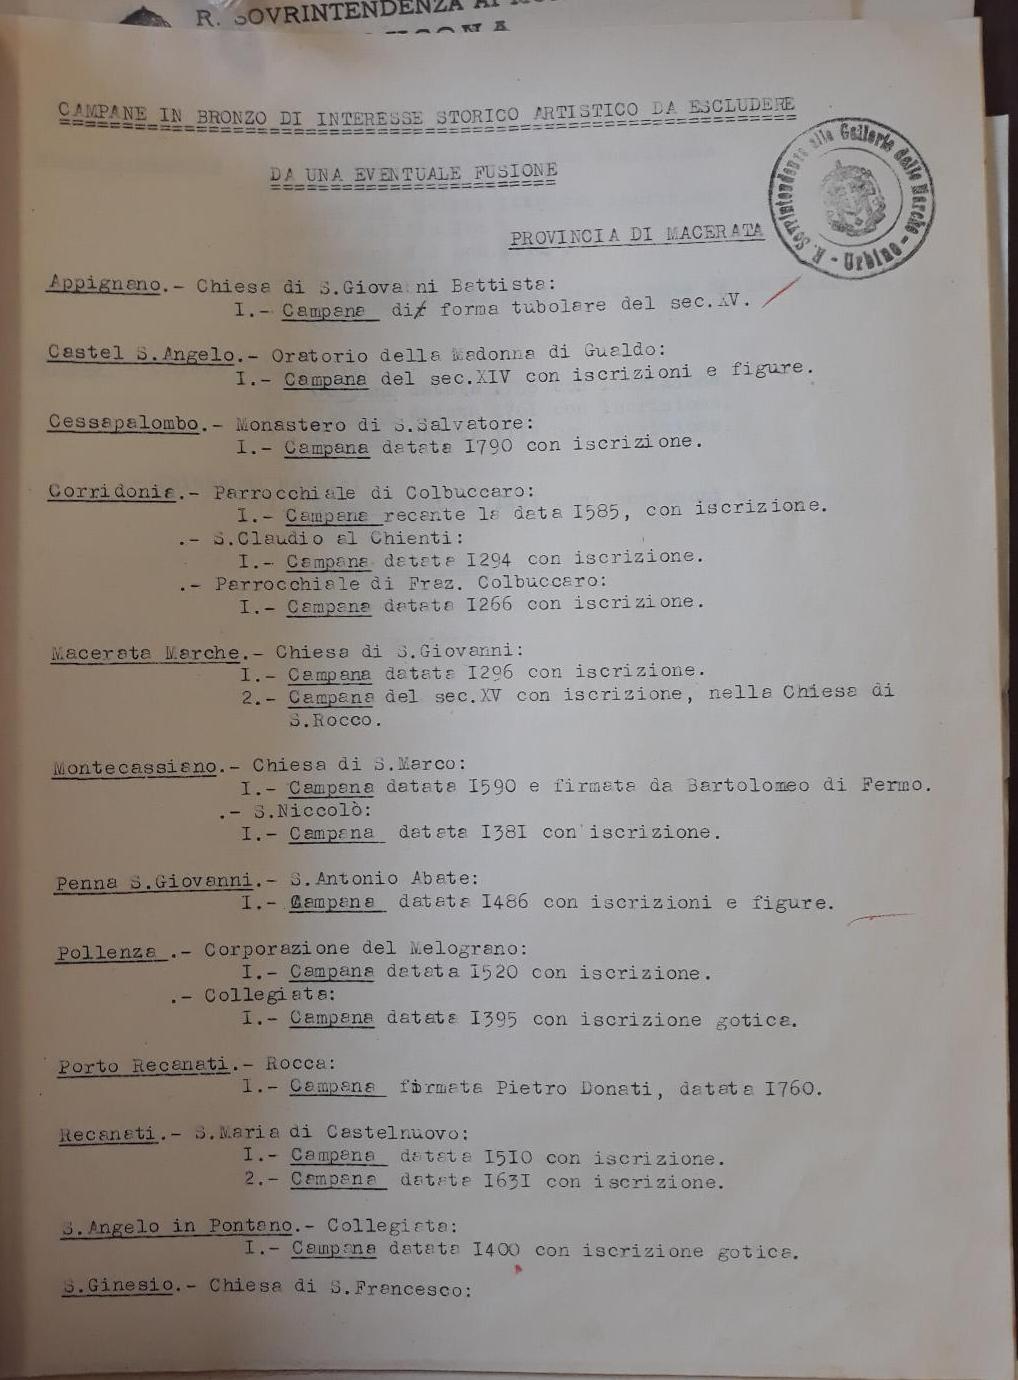 R. SOVRINTENDENZA AI
CAMPANE IN BRONZO DI INTERESSE STORICO ARTISTICO DA ESCLUDERE
DA UNA EVENTUALE FUSIONE
R. Sovrintendenza alle Gallerie delle Marche - Urbino -
PROVINCIA DI MACERATA
Appignano.- Chiesa di S.Giovanni Battista:
I.- Campana di forma tubolare del sec.XV.
Castel S.Angelo.- Oratorio della Madonna di Gualdo:
I.- Campana del sec.XIV con iscrizioni e figure.
Cessapalombo.- Monastero di S.Salvatore:
I.- Campana datata I790 con iscrizione.
Corridonia.- Parrocchiale di Colbuccaro:
I.- Campana recante la data I585, con iscrizione.
.- S.Claudio al Chienti:
I.- Campana datata I294 con iscrizione.
.- Parrocchiale di Fraz. Colbuccaro:
I.- Campana datata I266 con iscrizione.
Macerata Marche.- Chiesa di S.Giovanni:
I.- Campana datata I296 con iscrizione.
2.- Campana del sec.XV con iscrizione, nella Chiesa di
S.Rocco.
Montecassiano.- Chiesa di S.Marco:
I.- Campana datata I590 e firmata da Bartolomeo di Fermo.
.- S.Niccolò:
I.- Campana datata I38I con iscrizione.
Penna S.Giovanni.- S.Antonio Abate:
I.- Campana datata I486 con iscrizioni e figure.
Pollenza .- Corporazione del Melograno:
I.- Campana datata I520 con iscrizione.
.- Collegiata:
I.- Campana datata I395 con iscrizione gotica.
Porto Recanati.- Rocca:
I.- Campana firmata Pietro Donati, datata I760.
Recanati.- S.Maria di Castelnuovo:
I.- Campana datata I5I0 con iscrizione.
2.- Campana datata I63I con iscrizione.
S.Angelo in Pontano.- Collegiata:
I.- Campana datata I400 con iscrizione gotica.
S.Ginesio.- Chiesa di S.Francesco: